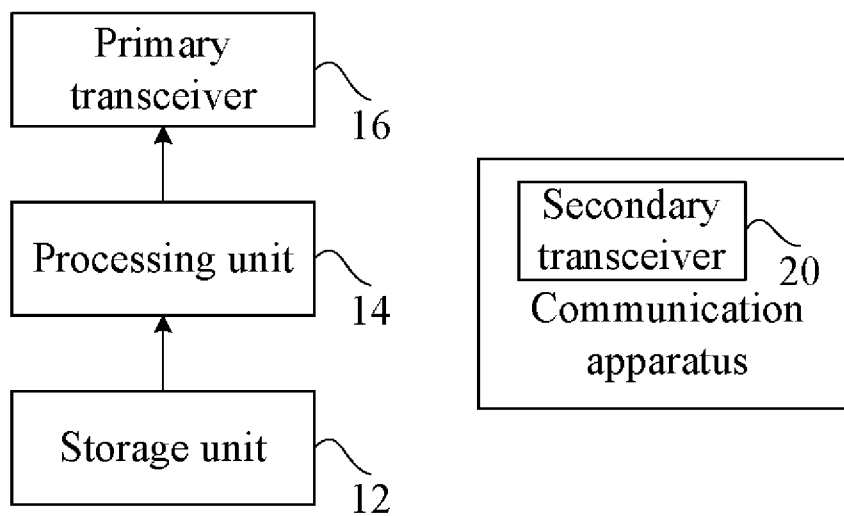 Primary
transceiver
16
Processing unit
14
Storage unit
12
Secondary
transceiver
20
Communication
apparatus